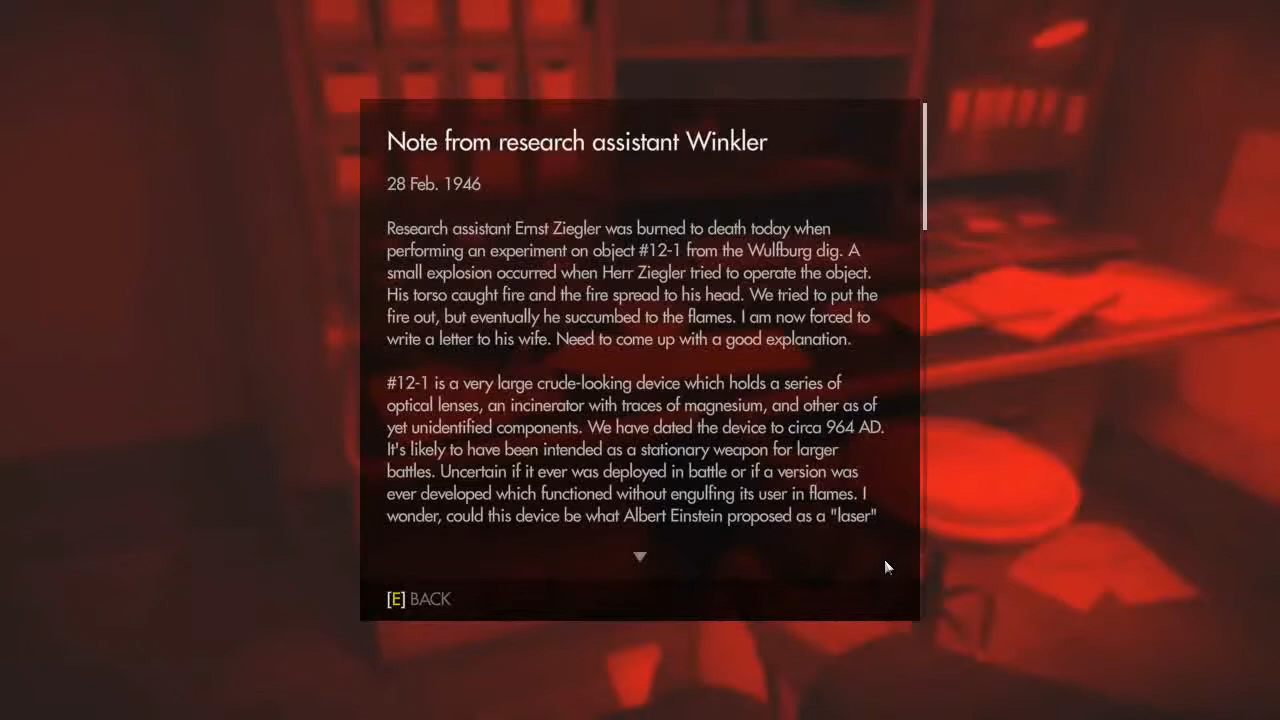 Note from research assistant Winkler
28 Feb. 1946
Research assistant Ernst Ziegler was burned to death today when
performing an experiment on object #12-1 from the Wulfburg dig. A
small explosion occurred when Herr Ziegler tried to operate the object.
His torso caught fire and the fire spread to his head. We tried to put the
fire out, but eventually he succumbed to the flames. I am now forced to
write a letter to his wife. Need to come up with a good explanation.
#12-1 is a very large crude-looking device which holds a series of
optical lenses, an incinerator with traces of magnesium, and other as of
yet unidentified components. We have dated the device to circa 964 AD.
It's likely to have been intended as a stationary weapon for larger
battles. Uncertain if it ever was deployed in battle or if a version was
ever developed which functioned without engulfing its user in flames. I
wonder, could this device be what Albert Einstein proposed as a "laser"
[E] BACK